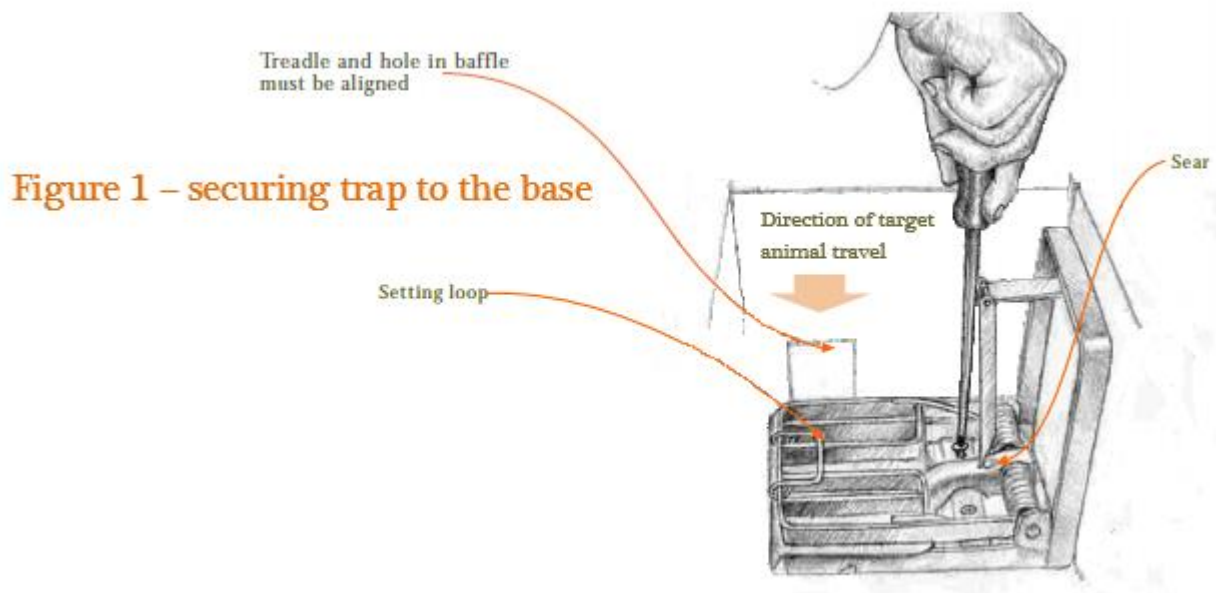 Treadle and hole in baffle
must be aligned
Sear
Figure 1 – securing trap to the base
Direction of target
animal travel
Setting loop